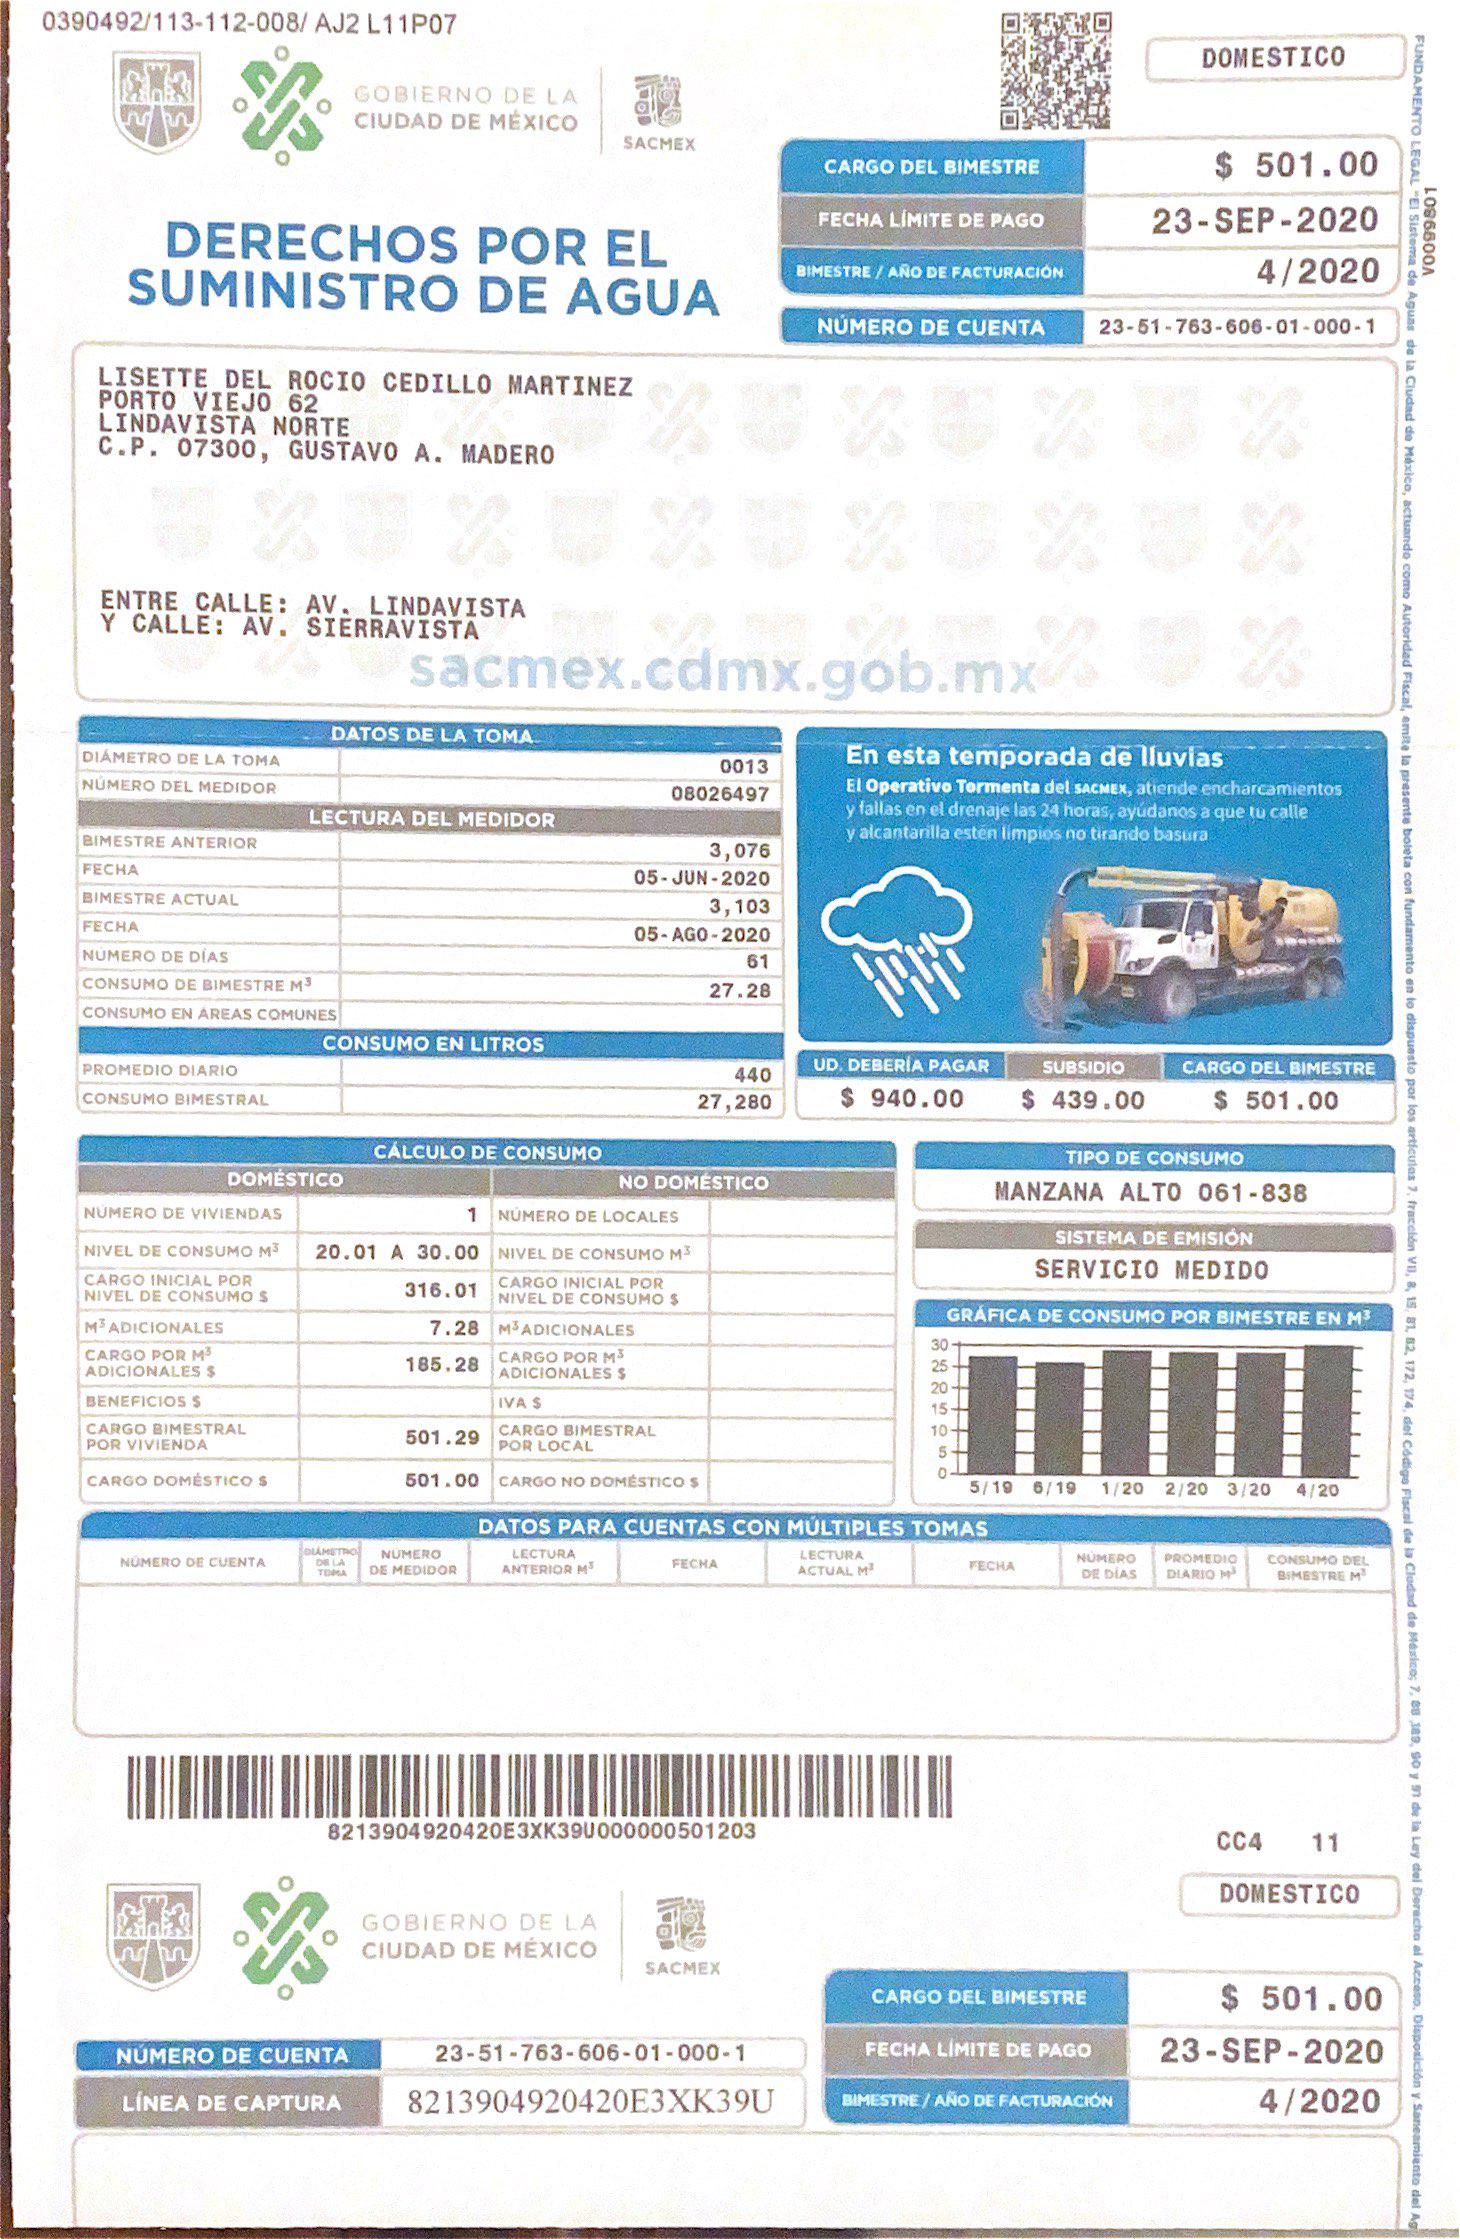 0390492/113-112-008/ AJ2 L11P07
DOMESTICO
GOBIERNO DE LA
CIUDAD DE MÉXICO
SACMEX
CARGO DEL BIMESTRE $ 501.00
FECHA LÍMITE DE PAGO 23-SEP-2020
BIMESTRE / AÑO DE FACTURACIÓN 4/2020
NÚMERO DE CUENTA 23-51-763-606-01-000-1
DERECHOS POR EL
SUMINISTRO DE AGUA
LISETTE DEL ROCIO CEDILLO MARTINEZ
PORTO VIEJO 62
LINDAVISTA NORTE
C.P. 07300, GUSTAVO A. MADERO
ENTRE CALLE: AV. LINDAVISTA
Y CALLE: AV. SIERRAVISTA
sacmex.cdmx.gob.mx
DATOS DE LA TOMA
DIÁMETRO DE LA TOMA 0013
NÚMERO DEL MEDIDOR 08026497
LECTURA DEL MEDIDOR
BIMESTRE ANTERIOR 3,076
FECHA 05-JUN-2020
BIMESTRE ACTUAL 3,103
FECHA 05-AGO-2020
NÚMERO DE DÍAS 61
CONSUMO DE BIMESTRE M³ 27.28
CONSUMO EN ÁREAS COMUNES
CONSUMO EN LITROS
PROMEDIO DIARIO 440
CONSUMO BIMESTRAL 27,280
En esta temporada de lluvias
El Operativo Tormenta del SACMEX, atiende encharcamientos
y fallas en el drenaje las 24 horas, ayúdanos a que tu calle
y alcantarilla estén limpios no tirando basura
UD. DEBERÍA PAGAR SUBSIDIO CARGO DEL BIMESTRE
$ 940.00 $ 439.00 $ 501.00
CÁLCULO DE CONSUMO
DOMÉSTICO NO DOMÉSTICO
NÚMERO DE VIVIENDAS 1 NÚMERO DE LOCALES
NIVEL DE CONSUMO M³ 20.01 A 30.00 NIVEL DE CONSUMO M³
CARGO INICIAL POR
NIVEL DE CONSUMO $ 316.01 CARGO INICIAL POR
NIVEL DE CONSUMO $
M³ ADICIONALES 7.28 M³ ADICIONALES
CARGO POR M³
ADICIONALES $ 185.28 CARGO POR M³
ADICIONALES $
BENEFICIOS $ IVA $
CARGO BIMESTRAL
POR VIVIENDA 501.29 CARGO BIMESTRAL
POR LOCAL
CARGO DOMÉSTICO $ 501.00 CARGO NO DOMÉSTICO $
TIPO DE CONSUMO
MANZANA ALTO 061-838
SISTEMA DE EMISIÓN
SERVICIO MEDIDO
GRÁFICA DE CONSUMO POR BIMESTRE EN M³
30
25
20
15
10
5
0
5/19 6/19 1/20 2/20 3/20 4/20
DATOS PARA CUENTAS CON MÚLTIPLES TOMAS
NÚMERO DE CUENTA
DIÁMETRO
DE LA
TOMA
NÚMERO
DE MEDIDOR
LECTURA
ANTERIOR M³
FECHA
LECTURA
ACTUAL M³
FECHA
NÚMERO
DE DÍAS
PROMEDIO
DIARIO M³
CONSUMO DEL
BIMESTRE M³
8213904920420E3XK39U000000501203
CC4 11
DOMESTICO
GOBIERNO DE LA
CIUDAD DE MÉXICO
SACMEX
CARGO DEL BIMESTRE $ 501.00
FECHA LÍMITE DE PAGO 23-SEP-2020
BIMESTRE / AÑO DE FACTURACIÓN 4/2020
NÚMERO DE CUENTA 23-51-763-606-01-000-1
LÍNEA DE CAPTURA 8213904920420E3XK39U
V0099801
FUNDAMENTO LEGAL "El Sistema de Aguas de la Ciudad de México, actuando como Autoridad Fiscal, emite la presente boleta con fundamento en lo dispuesto por los artículos 7, fracción VII, 8, 15, 81, 82, 172, 174, del Código Fiscal de la Ciudad de México; 7, 88, 90 y 91 de la Ley del Derecho al Acceso, Disposición y Saneamiento del